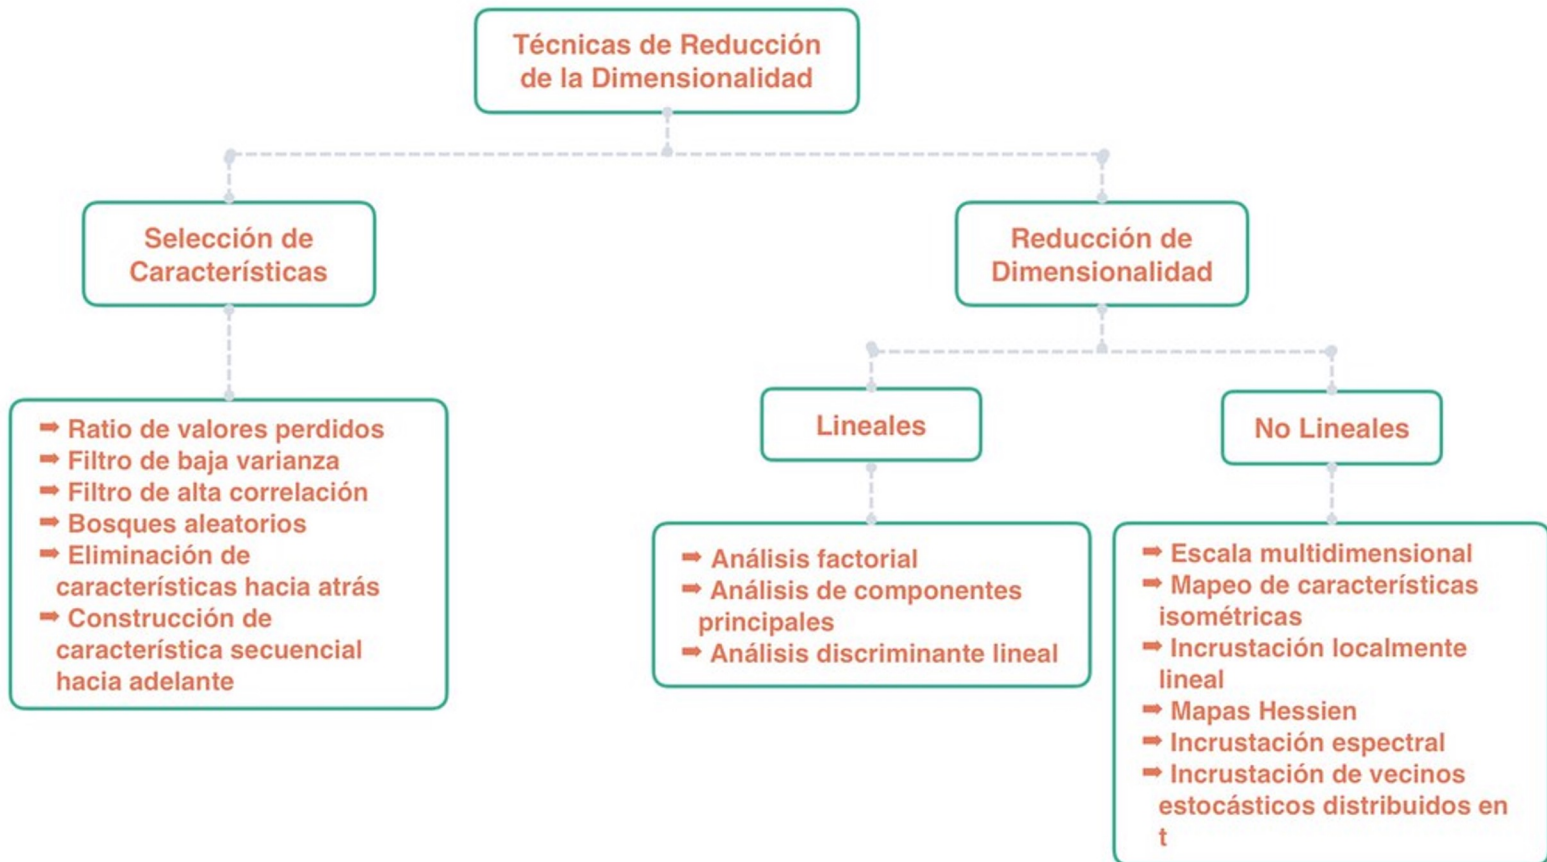 Técnicas de Reducción
de la Dimensionalidad
Selección de
Características
Reducción de
Dimensionalidad
➡ Ratio de valores perdidos
➡ Filtro de baja varianza
➡ Filtro de alta correlación
➡ Bosques aleatorios
➡ Eliminación de
características hacia atrás
➡ Construcción de
característica secuencial
hacia adelante
Lineales
No Lineales
➡ Análisis factorial
➡ Análisis de componentes
principales
➡ Análisis discriminante lineal
➡ Escala multidimensional
➡ Mapeo de características
isométricas
➡ Incrustación localmente
lineal
➡ Mapas Hessien
➡ Incrustación espectral
➡ Incrustación de vecinos
estocásticos distribuidos en
t